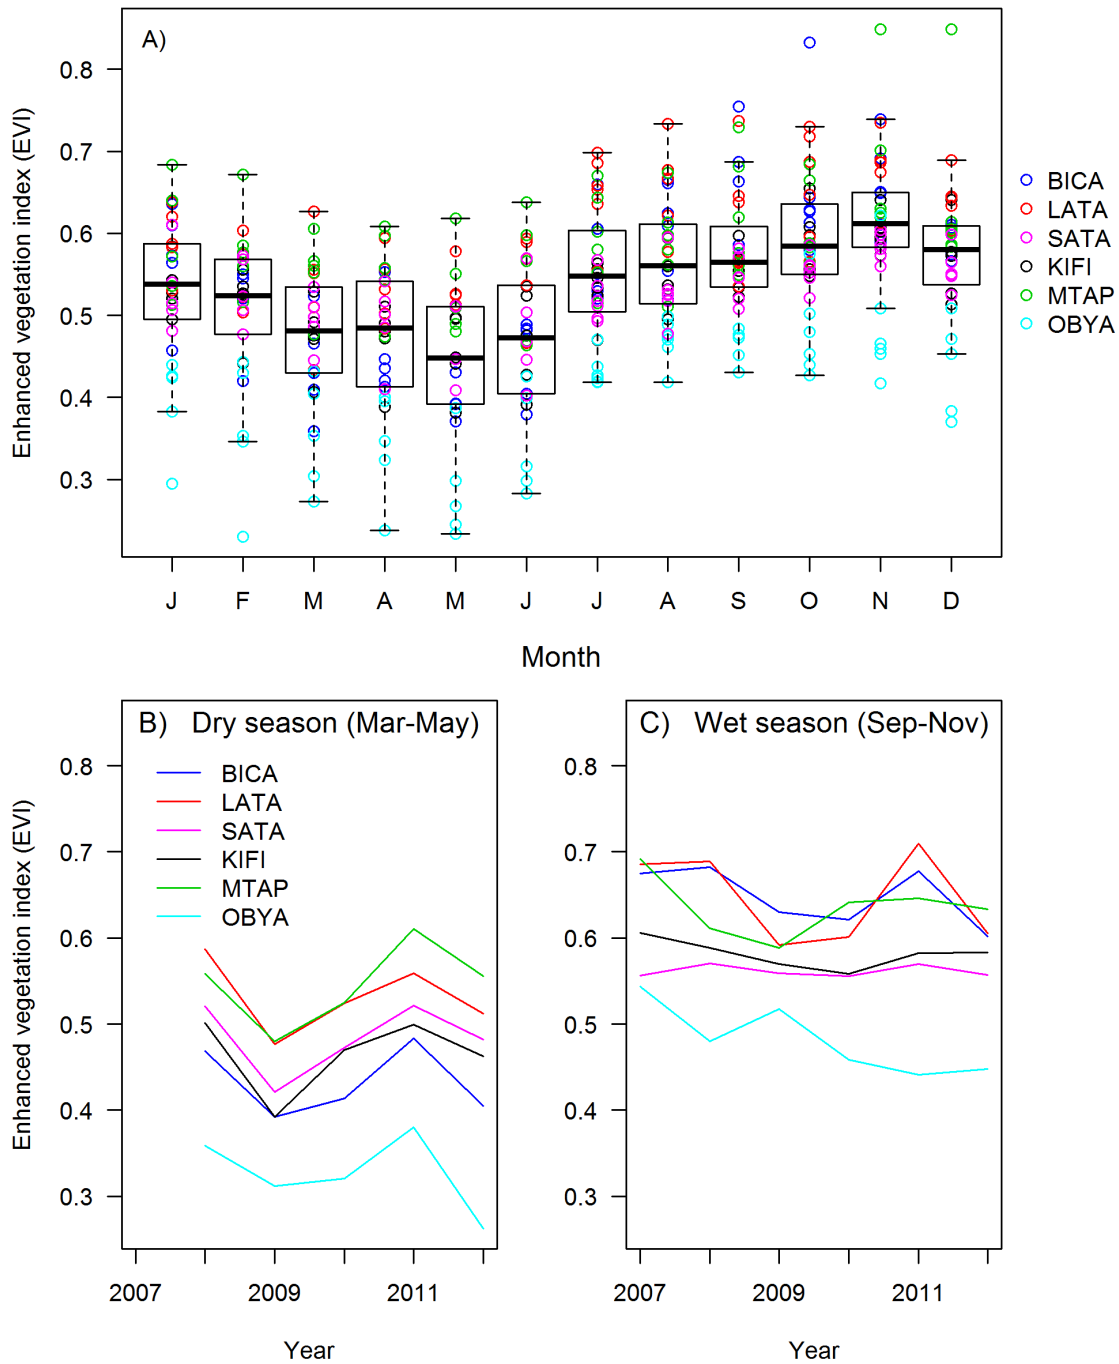 A)
Enhanced vegetation index (EVI)
0.8
0.7
0.6
0.5
0.4
0.3
J F M A M J J A S O N D
Month
BICA
LATA
SATA
KIFI
MTAP
OBYA
B) Dry season (Mar-May)
Enhanced vegetation index (EVI)
0.8
0.7
0.6
0.5
0.4
0.3
BICA
LATA
SATA
KIFI
MTAP
OBYA
2007 2009 2011
Year
C) Wet season (Sep-Nov)
0.8
0.7
0.6
0.5
0.4
0.3
2007 2009 2011
Year